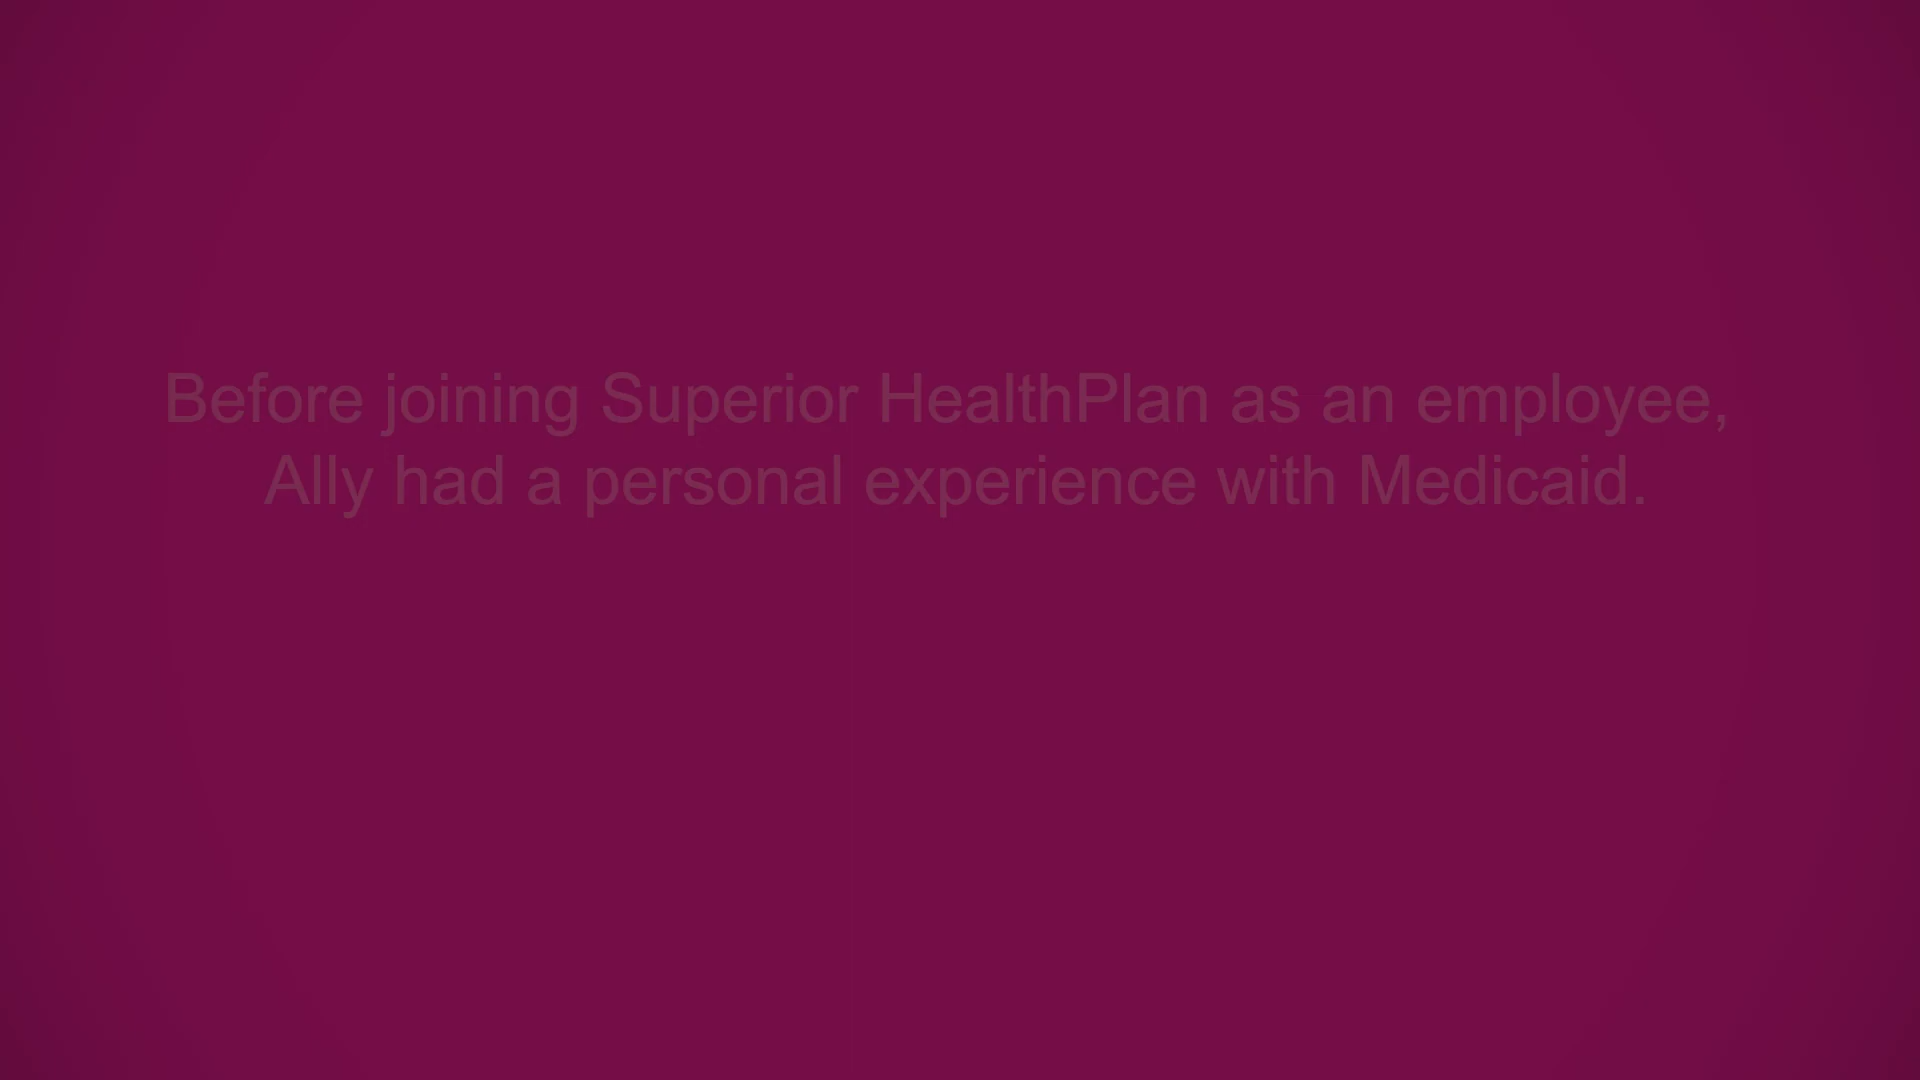 Before joining Superior HealthPlan as an employee,
Ally had a personal experience with Medicaid.